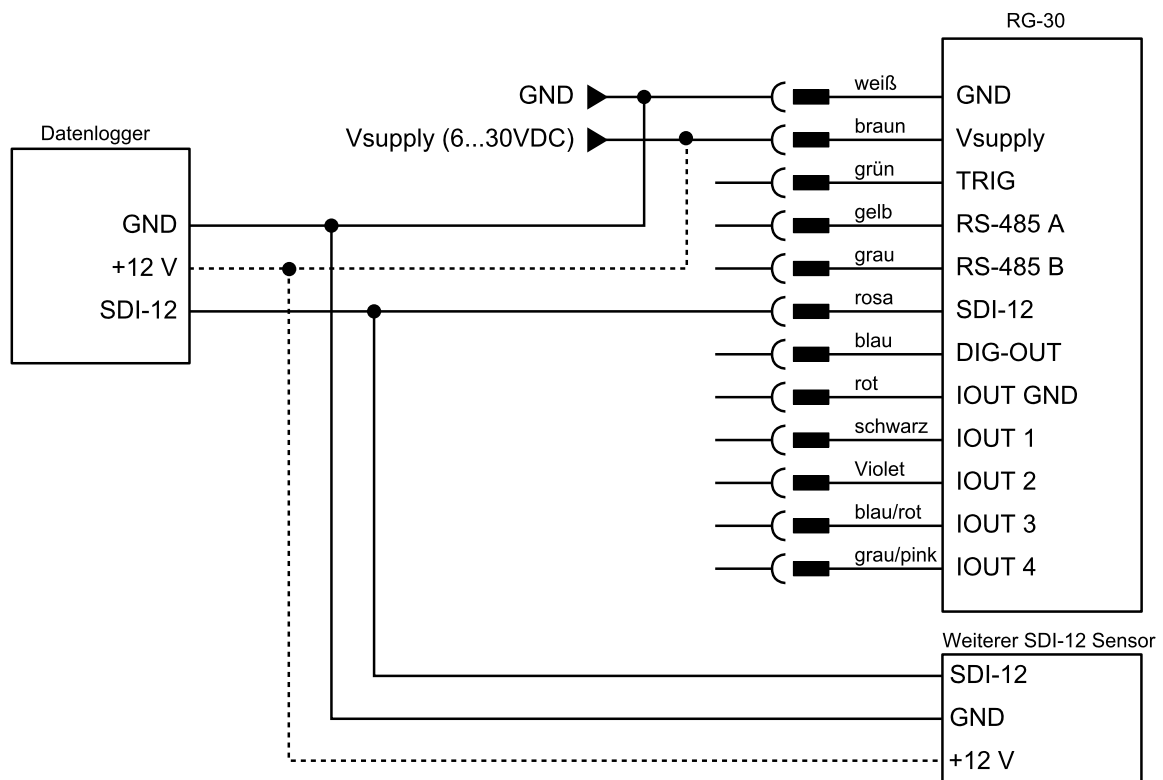 RG-30
GND
weiß
GND
Datenlogger
Vsupply (6...30VDC)
braun
Vsupply
grün
TRIG
GND
gelb
RS-485 A
+12 V
grau
RS-485 B
SDI-12
rosa
SDI-12
blau
DIG-OUT
rot
IOUT GND
schwarz
IOUT 1
Violet
IOUT 2
blau/rot
IOUT 3
grau/pink
IOUT 4
Weiterer SDI-12 Sensor
SDI-12
GND
+12 V